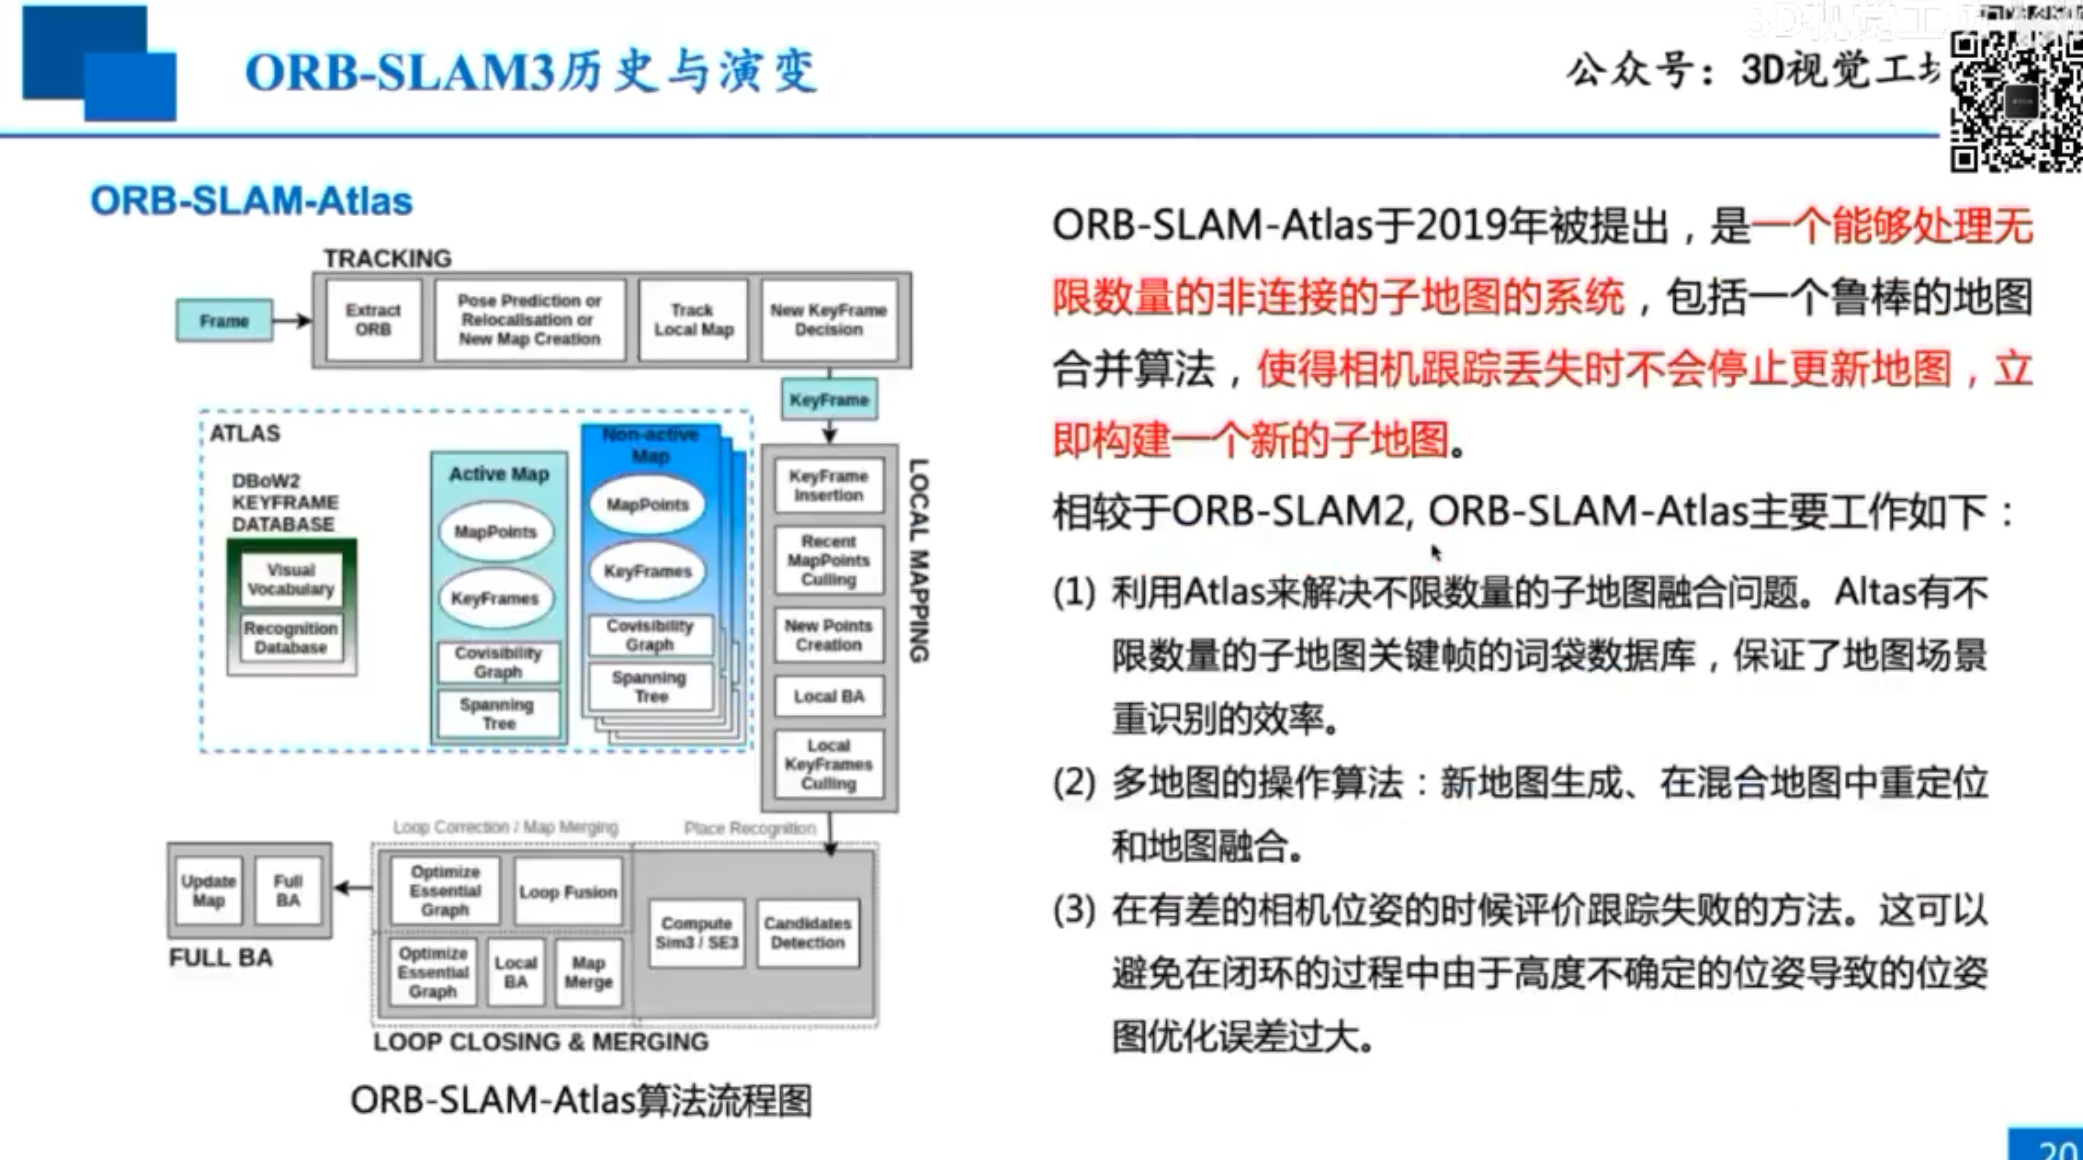 ORB-SLAM3历史与演变
公众号：3D视觉工
ORB-SLAM-Atlas
TRACKING
Frame
Extract
ORB
Pose Prediction or
Relocalisation or
New Map Creation
Track
Local Map
New KeyFrame
Decision
KeyFrame
ATLAS
DBoW2
KEYFRAME
DATABASE
Visual
Vocabulary
Recognition
Database
Active Map
MapPoints
KeyFrames
Covisibility
Graph
Spanning
Tree
Non-active
Map
MapPoints
KeyFrames
Covisibility
Graph
Spanning
Tree
LOCAL MAPPING
KeyFrame
Insertion
Recent
MapPoints
Culling
New Points
Creation
Local BA
Local
KeyFrames
Culling
Loop Correction / Map Merging
Place Recognition
Update
Map
Full
BA
FULL BA
Optimize
Essential
Graph
Loop Fusion
Optimize
Essential
Graph
Local
BA
Map
Merge
Compute
Sim3 / SE3
Candidates
Detection
LOOP CLOSING & MERGING
ORB-SLAM-Atlas算法流程图
ORB-SLAM-Atlas于2019年被提出，是一个能够处理无
限数量的非连接的子地图的系统，包括一个鲁棒的地图
合并算法，使得相机跟踪丢失时不会停止更新地图，立
即构建一个新的子地图。
相较于ORB-SLAM2, ORB-SLAM-Atlas主要工作如下：
(1) 利用Atlas来解决不限数量的子地图融合问题。Altas有不
限数量的子地图关键帧的词袋数据库，保证了地图场景
重识别的效率。
(2) 多地图的操作算法：新地图生成、在混合地图中重定位
和地图融合。
(3) 在有差的相机位姿的时候评价跟踪失败的方法。这可以
避免在闭环的过程中由于高度不确定的位姿导致的位姿
图优化误差过大。
20